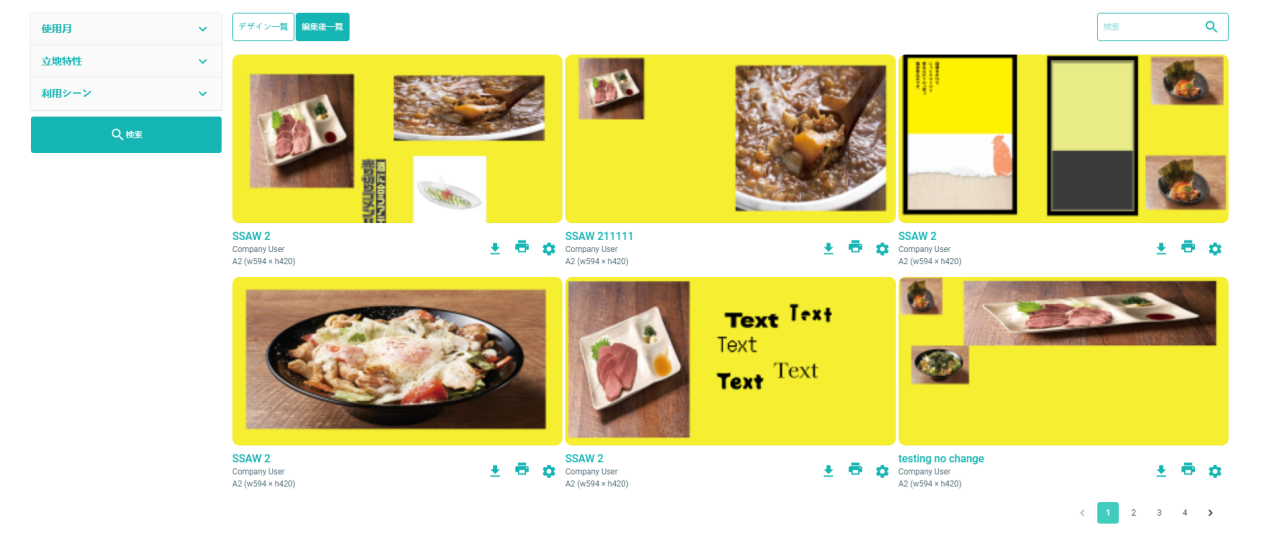 使用月
立地特性
利用シーン
検索
デザイン一覧
編集後一覧
検索
SSAW 2
Company User
A2 (w594 × h420)
SSAW 211111
Company User
A2 (w594 × h420)
SSAW 2
Company User
A2 (w594 × h420)
Text
Text
Text
Text
Text
SSAW 2
Company User
A2 (w594 × h420)
SSAW 2
Company User
A2 (w594 × h420)
testing no change
Company User
A2 (w594 × h420)
1 2 3 4